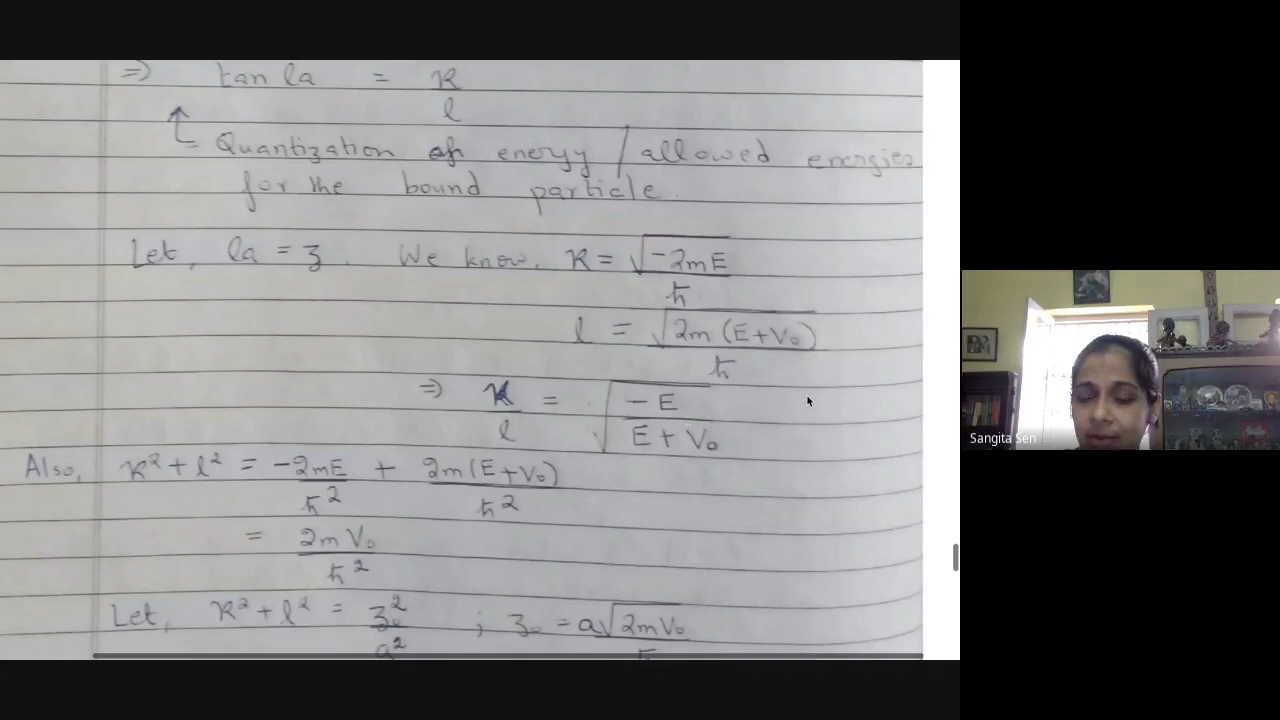 ⇒ tan la = κ/l
Quantization of energy / allowed energies
for the bound particle.
Let, la = z. We know, κ = √(-2mE)/ħ
l = √(2m(E+V₀))/ħ
⇒ κ/l = √(-E/(E+V₀))
Also, κ² + l² = -2mE/ħ² + 2m(E+V₀)/ħ²
= 2mV₀/ħ²
Let, κ² + l² = z₀²/a² ; z₀ = a√(2mV₀)/ħ
Sangita Sen